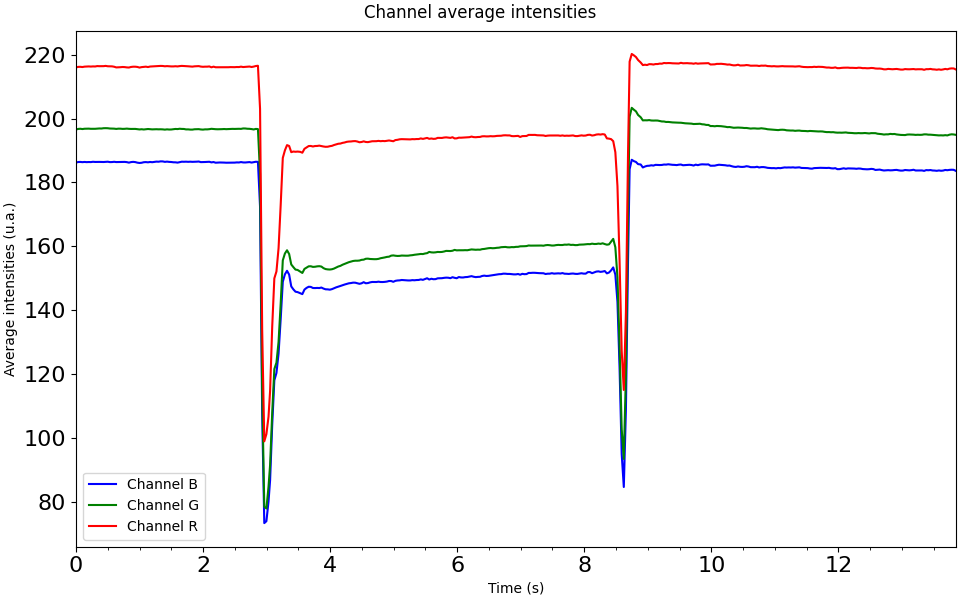 Channel average intensities
220
200
180
160
140
120
100
80
Average intensities (u.a.)
Channel B
Channel G
Channel R
0 2 4 6 8 10 12
Time (s)